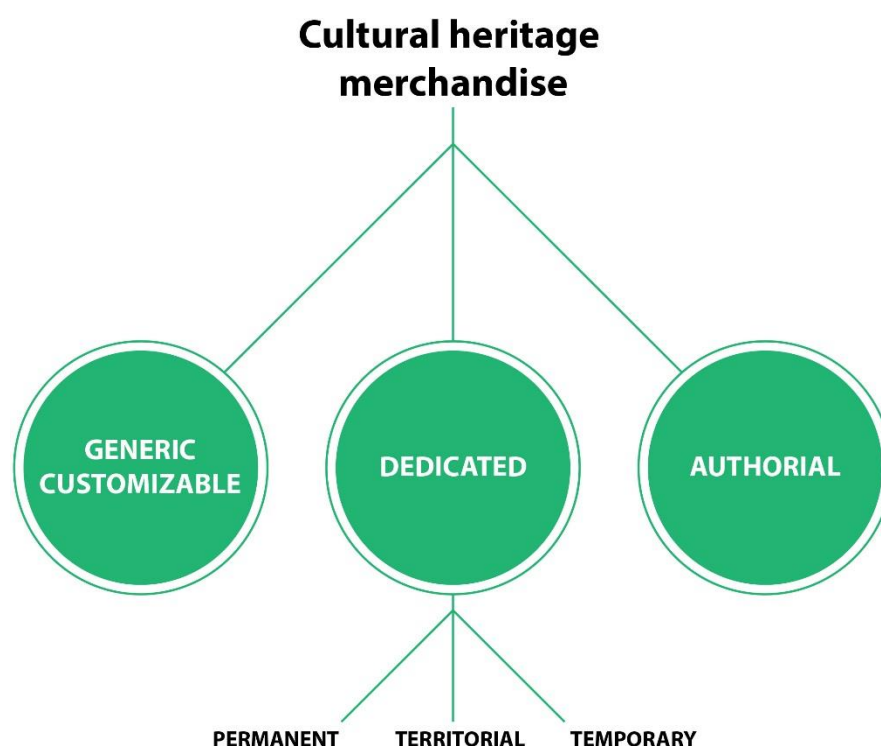 Cultural heritage
merchandise
GENERIC
CUSTOMIZABLE
DEDICATED
AUTHORIAL
PERMANENT
TERRITORIAL
TEMPORARY